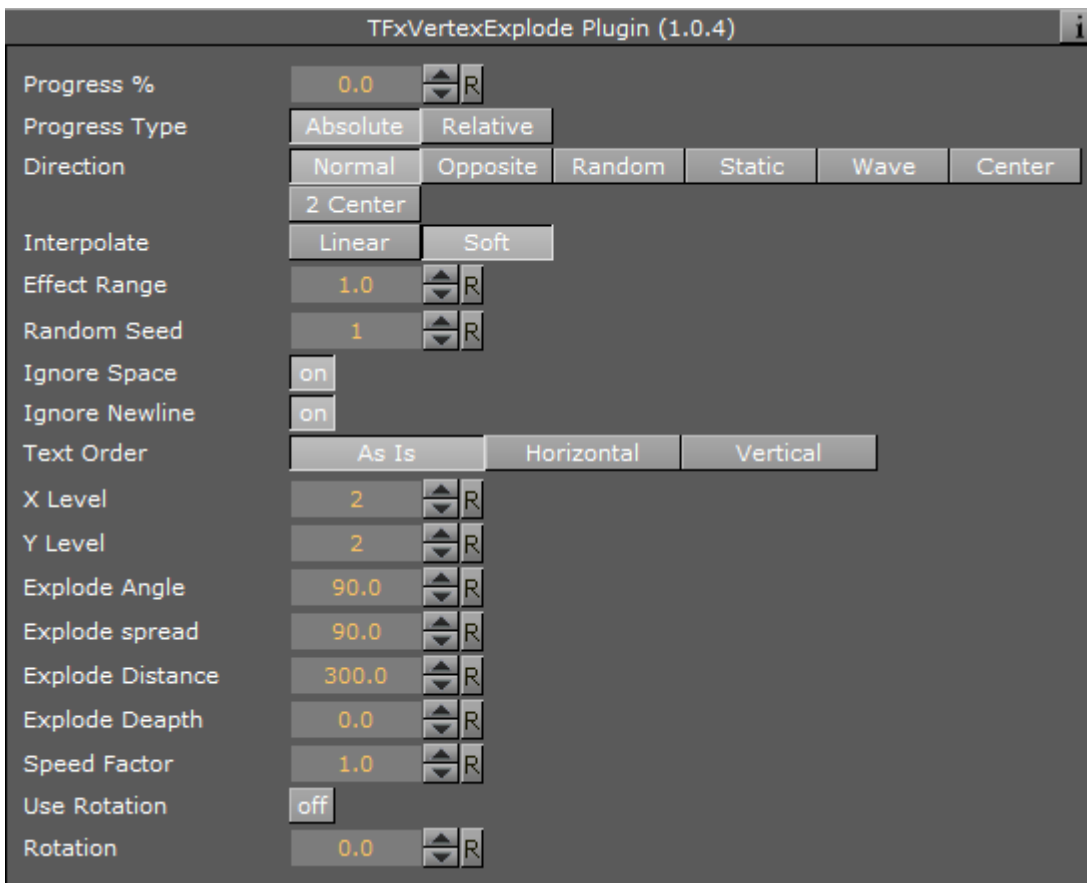 TFxVertexExplode Plugin (1.0.4) i
Progress % 0.0 R
Progress Type Absolute Relative
Direction Normal Opposite Random Static Wave Center
2 Center
Interpolate Linear Soft
Effect Range 1.0 R
Random Seed 1 R
Ignore Space on
Ignore Newline on
Text Order As Is Horizontal Vertical
X Level 2 R
Y Level 2 R
Explode Angle 90.0 R
Explode spread 90.0 R
Explode Distance 300.0 R
Explode Deapth 0.0 R
Speed Factor 1.0 R
Use Rotation off
Rotation 0.0 R